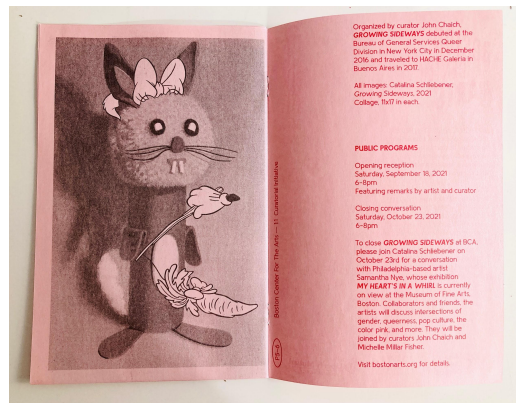 Organized by curator John Chaich,
GROWING SIDEWAYS debuted at the
Bureau of General Services Queer
Division in New York City in December
2016 and traveled to HACHE Galeria in
Buenos Aires in 2017.
All images: Catalina Schliebener,
Growing Sideways, 2021
Collage, 11x17 in each.
PUBLIC PROGRAMS
Opening reception
Saturday, September 18, 2021
6-8pm
Featuring remarks by artist and curator
Closing conversation
Saturday, October 23, 2021
6-8pm
To close GROWING SIDEWAYS at BCA,
please join Catalina Schliebener on
October 23rd for a conversation
with Philadelphia-based artist
Samantha Nye, whose exhibition
MY HEART'S IN A WHIRL is currently
on view at the Museum of Fine Arts,
Boston. Collaborators and friends, the
artists will discuss intersections of
gender, queerness, pop culture, the
color pink, and more. They will be
joined by curators John Chaich and
Michelle Millar Fisher.
Visit bostonarts.org for details.
Boston Center For The Arts — 1:1 Curatorial Initiative